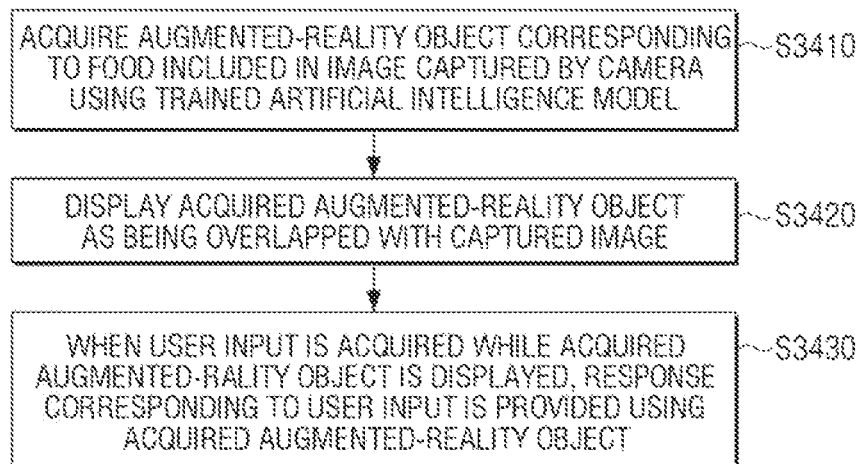 ACQUIRE AUGMENTED-REALITY OBJECT CORRESPONDING
TO FOOD INCLUDED IN IMAGE CAPTURED BY CAMERA
USING TRAINED ARTIFICIAL INTELLIGENCE MODEL
S3410
DISPLAY ACQUIRED AUGMENTED-REALITY OBJECT
AS BEING OVERLAPPED WITH CAPTURED IMAGE
S3420
WHEN USER INPUT IS ACQUIRED WHILE ACQUIRED
AUGMENTED-RALITY OBJECT IS DISPLAYED, RESPONSE
CORRESPONDING TO USER INPUT IS PROVIDED USING
ACQUIRED AUGMENTED-REALITY OBJECT
S3430